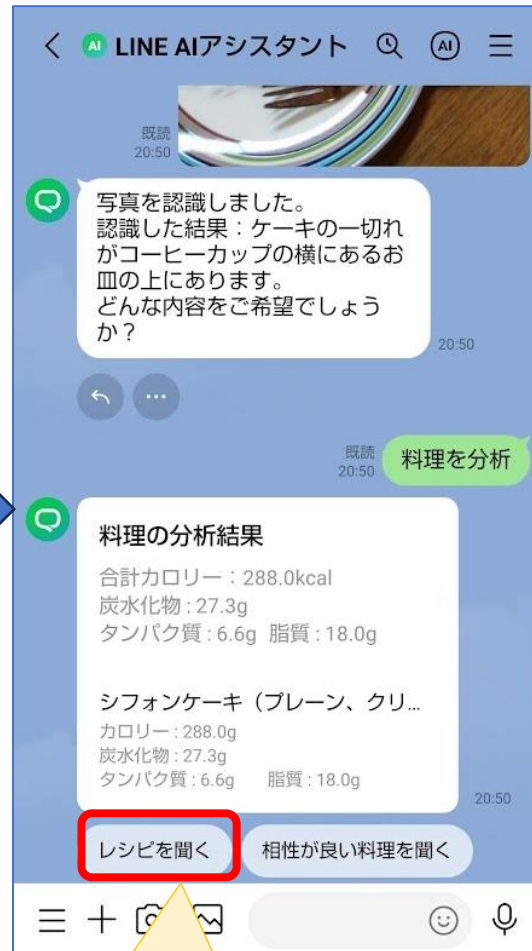 AI LINE AIアシスタント AI
既読
20:50
写真を認識しました。
認識した結果：ケーキの一切れ
がコーヒーカップの横にあるお
皿の上にあります。
どんな内容をご希望でしょう
か？
20:50
既読
20:50
料理を分析
料理の分析結果
合計カロリー：288.0kcal
炭水化物 : 27.3g
タンパク質 : 6.6g 脂質 : 18.0g
シフォンケーキ（プレーン、クリ...
カロリー : 288.0g
炭水化物 : 27.3g
タンパク質 : 6.6g 脂質 : 18.0g
20:50
レシピを聞く 相性が良い料理を聞く